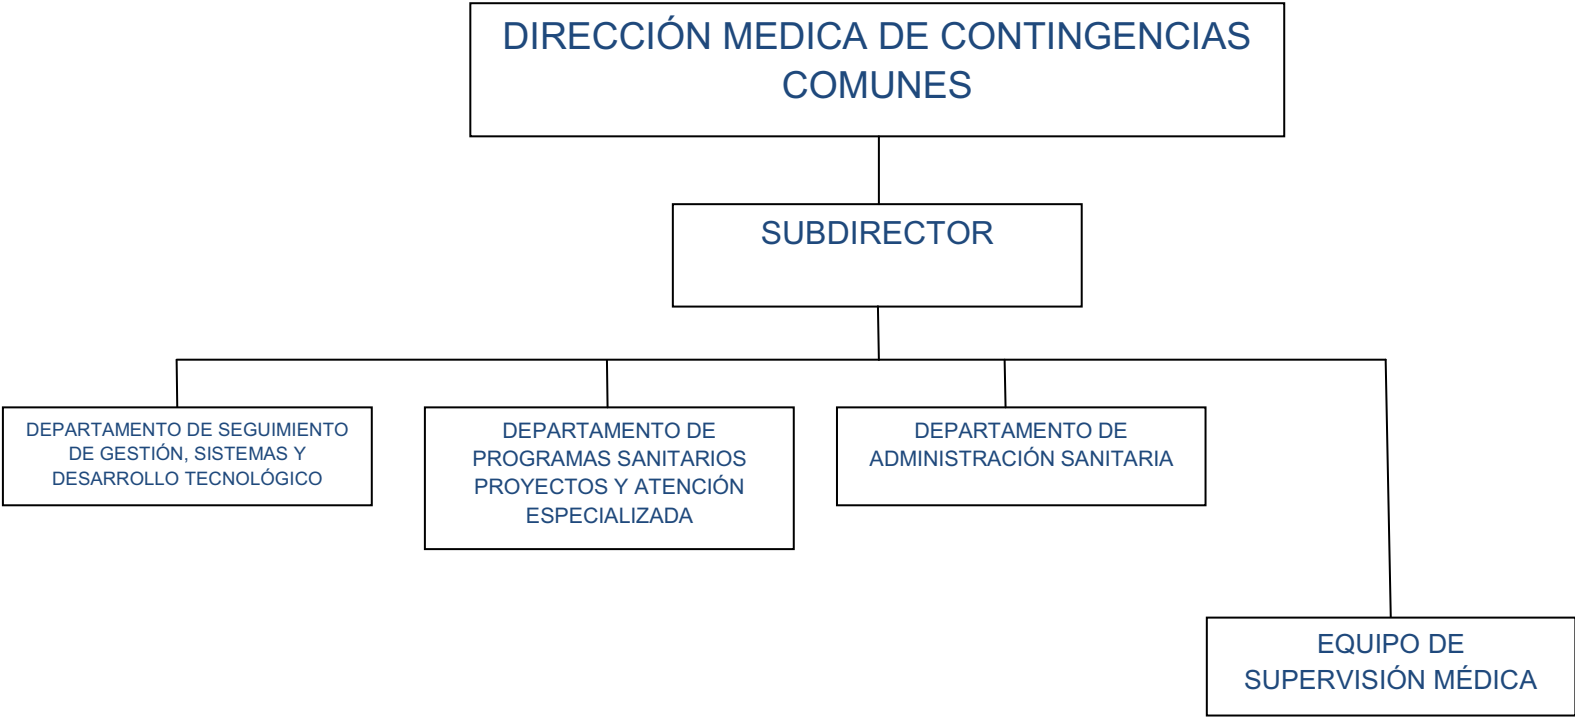 DIRECCIÓN MEDICA DE CONTINGENCIAS
COMUNES
SUBDIRECTOR
DEPARTAMENTO DE SEGUIMIENTO
DE GESTIÓN, SISTEMAS Y
DESARROLLO TECNOLÓGICO
DEPARTAMENTO DE
PROGRAMAS SANITARIOS
PROYECTOS Y ATENCIÓN
ESPECIALIZADA
DEPARTAMENTO DE
ADMINISTRACIÓN SANITARIA
EQUIPO DE
SUPERVISIÓN MÉDICA